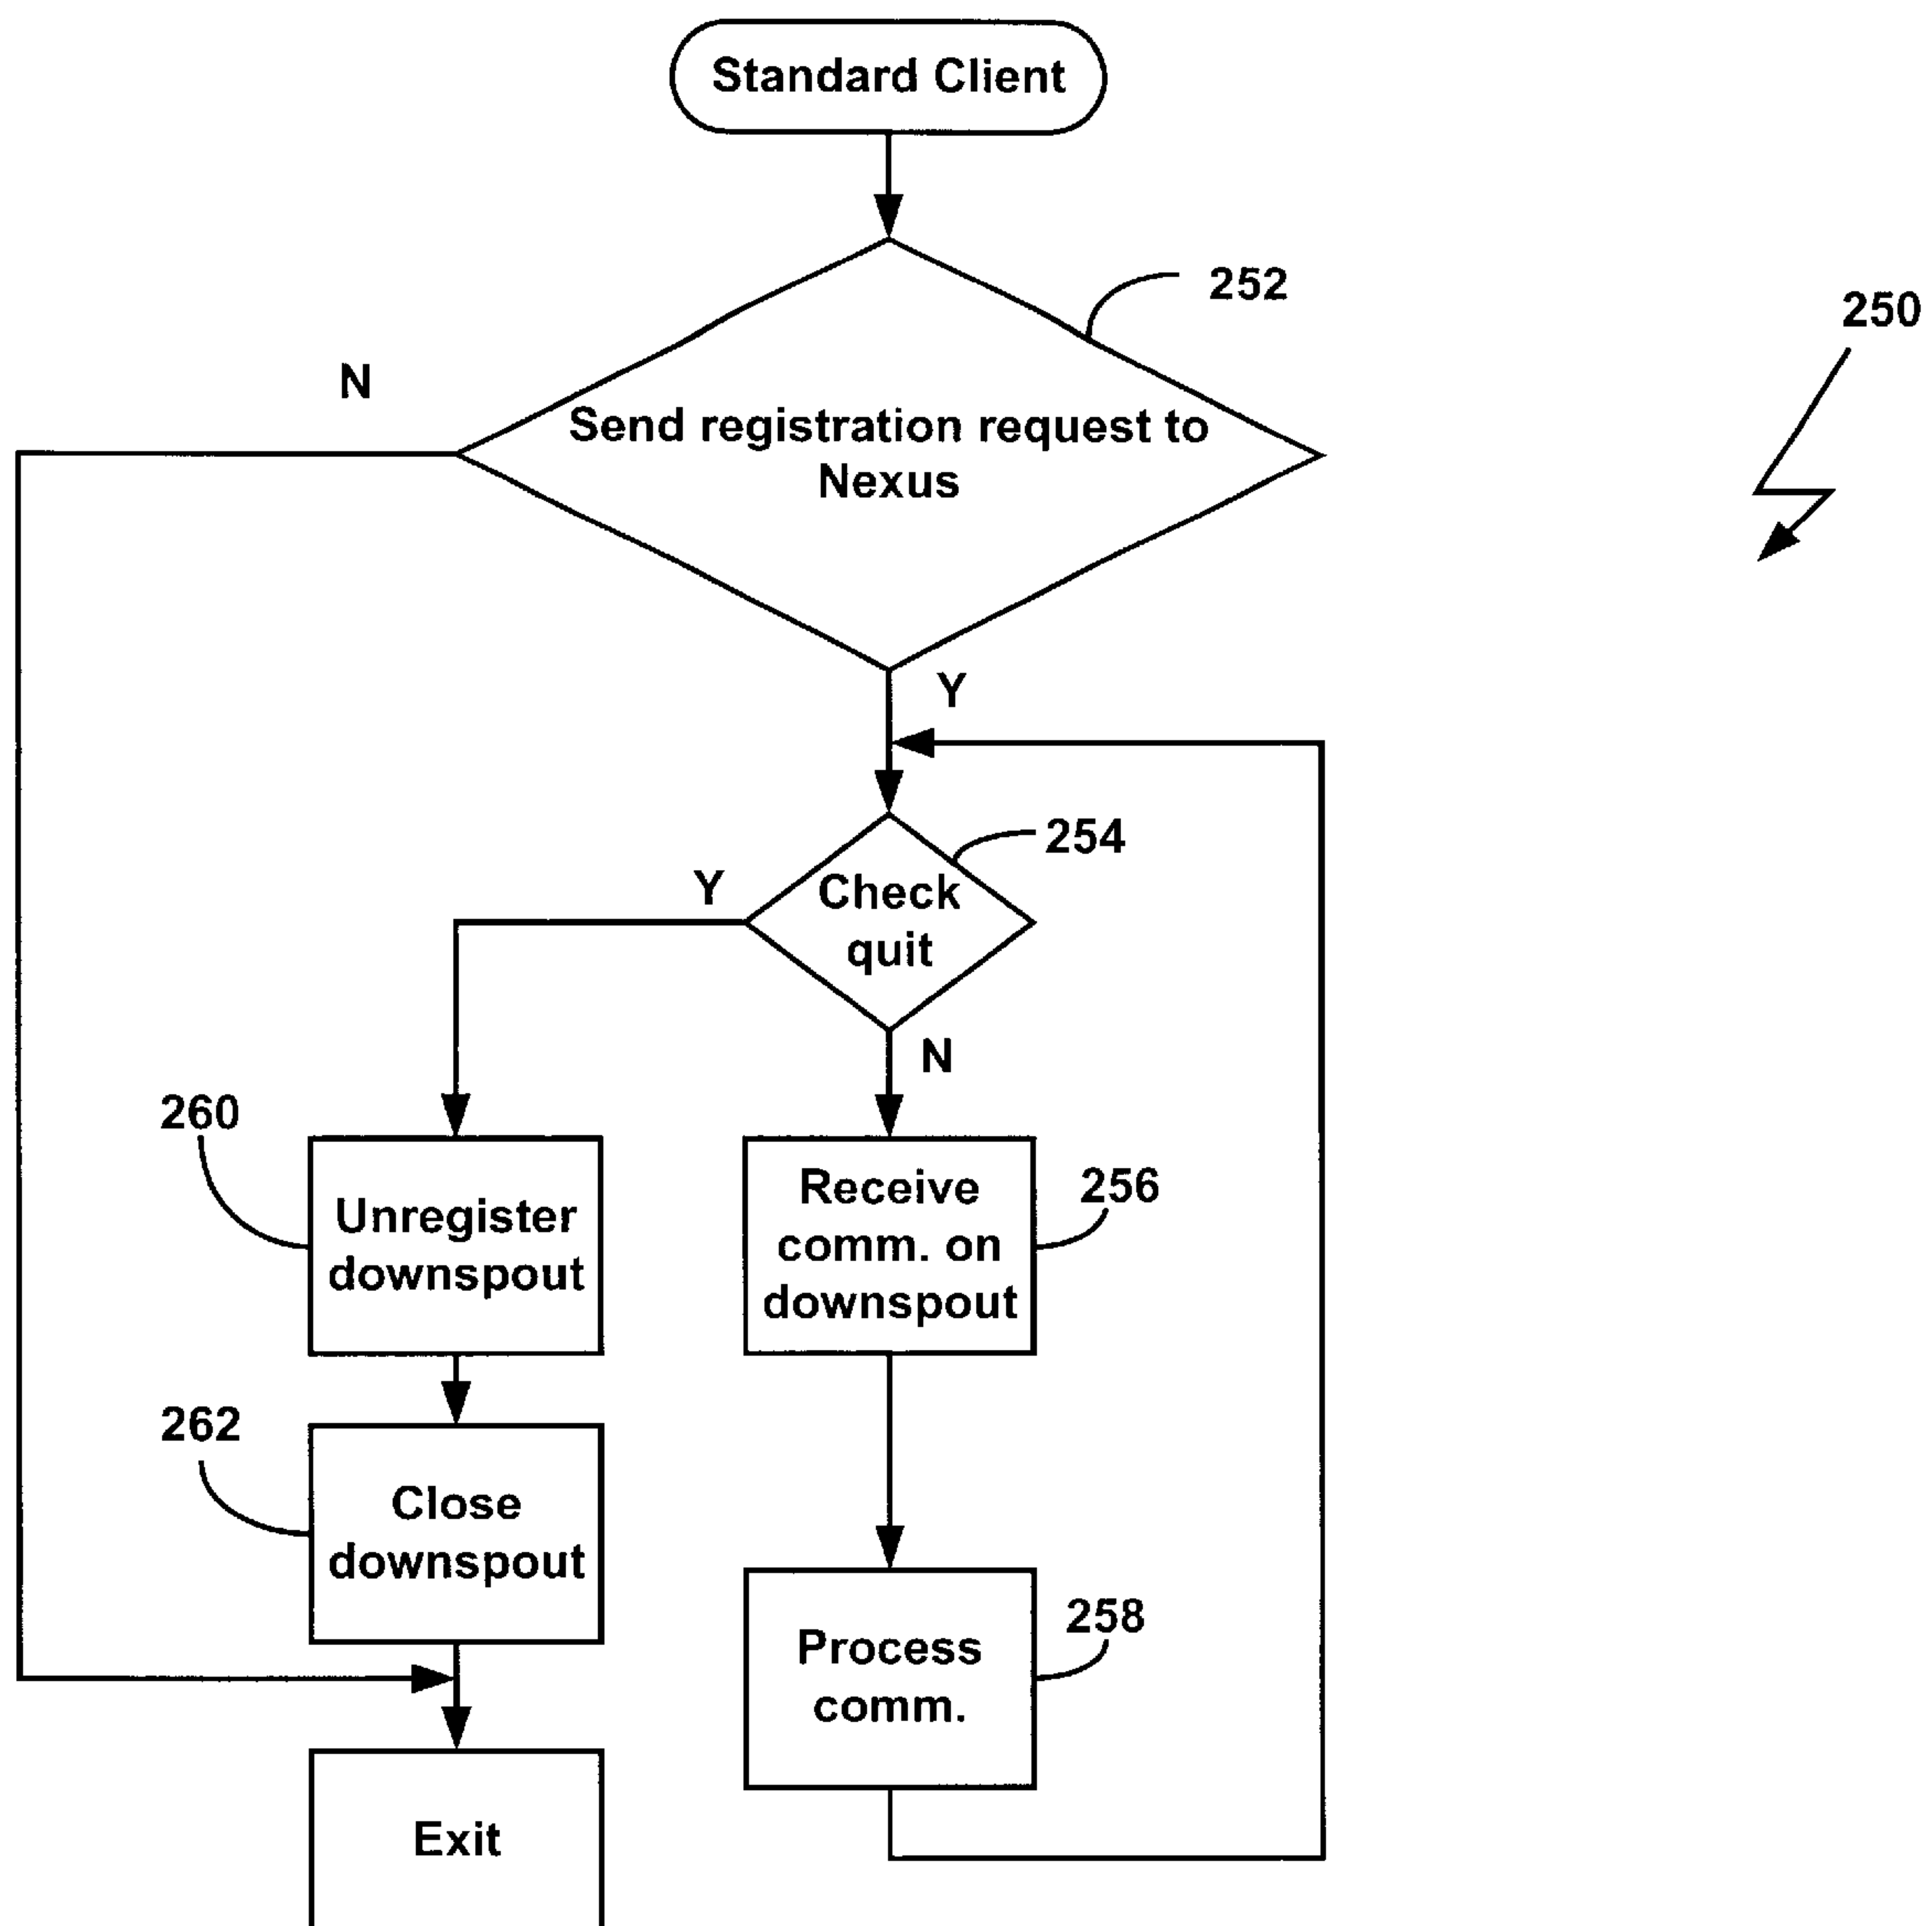 Standard Client
252
250
N
Send registration request to
Nexus
Y
254
Y
Check
quit
N
260
Unregister
downspout
Receive
comm. on
downspout
256
262
Close
downspout
258
Process
comm.
Exit